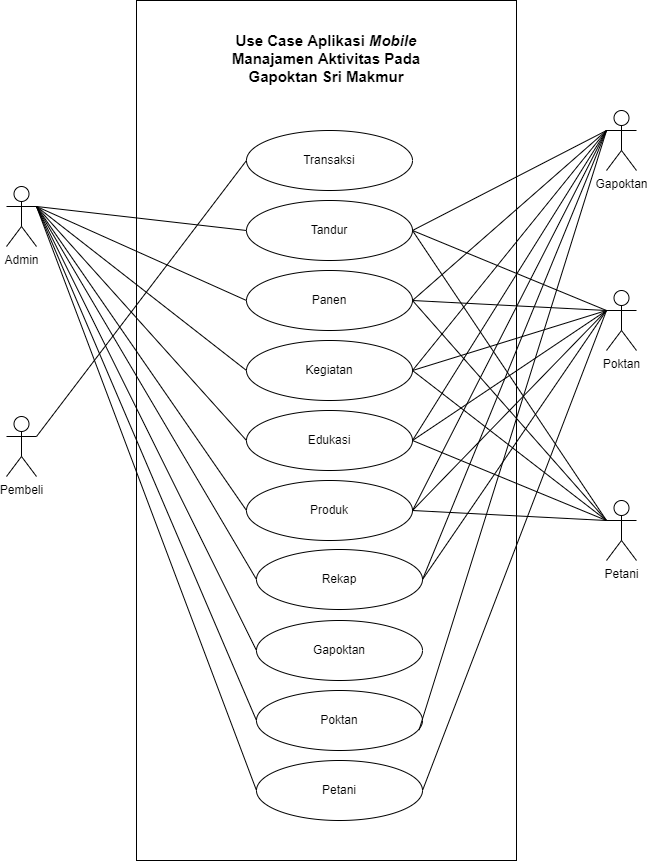 Use Case Aplikasi Mobile
Manajamen Aktivitas Pada
Gapoktan Sri Makmur
Transaksi
Gapoktan
Tandur
Admin
Panen
Poktan
Kegiatan
Edukasi
Pembeli
Produk
Petani
Rekap
Gapoktan
Poktan
Petani